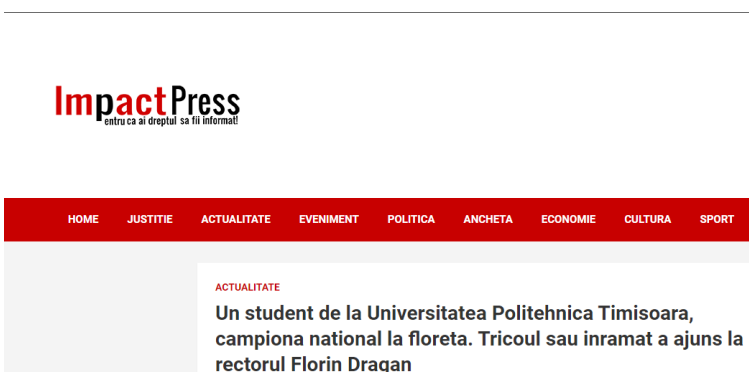 ImpactPress
entru ca ai dreptul sa fii informat!
HOME JUSTITIE ACTUALITATE EVENIMENT POLITICA ANCHETA ECONOMIE CULTURA SPORT
ACTUALITATE
Un student de la Universitatea Politehnica Timisoara,
campiona national la floreta. Tricoul sau inramat a ajuns la
rectorul Florin Dragan